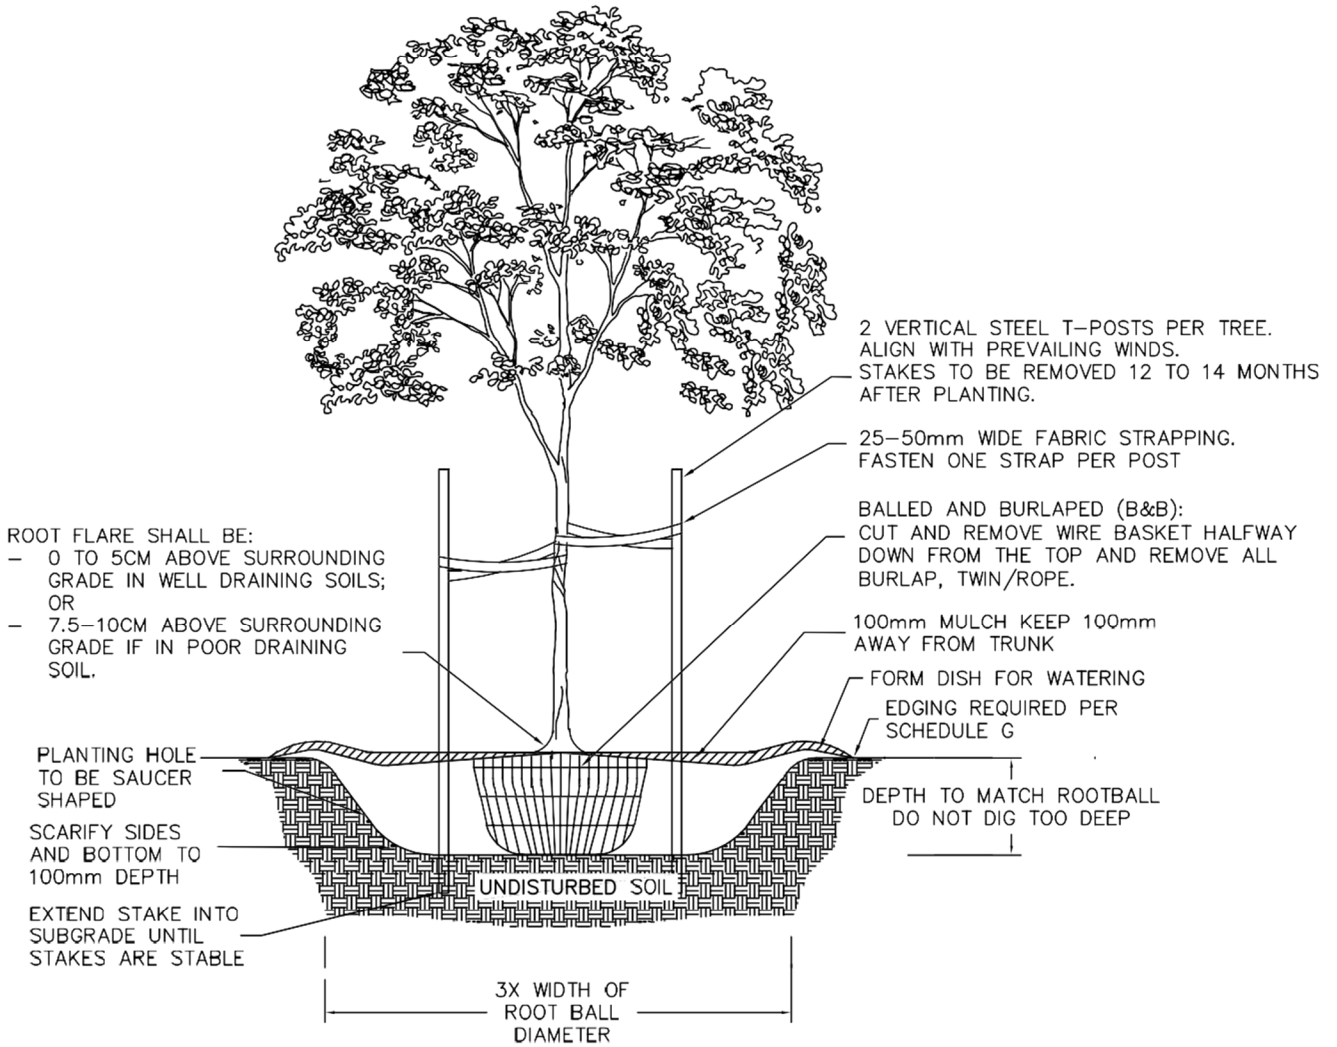 2 VERTICAL STEEL T-POSTS PER TREE.
ALIGN WITH PREVAILING WINDS.
STAKES TO BE REMOVED 12 TO 14 MONTHS
AFTER PLANTING.
25-50mm WIDE FABRIC STRAPPING.
FASTEN ONE STRAP PER POST
BALLED AND BURLAPED (B&B):
CUT AND REMOVE WIRE BASKET HALFWAY
DOWN FROM THE TOP AND REMOVE ALL
BURLAP, TWIN/ROPE.
ROOT FLARE SHALL BE:
- 0 TO 5CM ABOVE SURROUNDING
GRADE IN WELL DRAINING SOILS;
OR
- 7.5-10CM ABOVE SURROUNDING
GRADE IF IN POOR DRAINING
SOIL.
100mm MULCH KEEP 100mm
AWAY FROM TRUNK
FORM DISH FOR WATERING
EDGING REQUIRED PER
SCHEDULE G
PLANTING HOLE
TO BE SAUCER
SHAPED
DEPTH TO MATCH ROOTBALL
DO NOT DIG TOO DEEP
SCARIFY SIDES
AND BOTTOM TO
100mm DEPTH
UNDISTURBED SOIL
EXTEND STAKE INTO
SUBGRADE UNTIL
STAKES ARE STABLE
3X WIDTH OF
ROOT BALL
DIAMETER